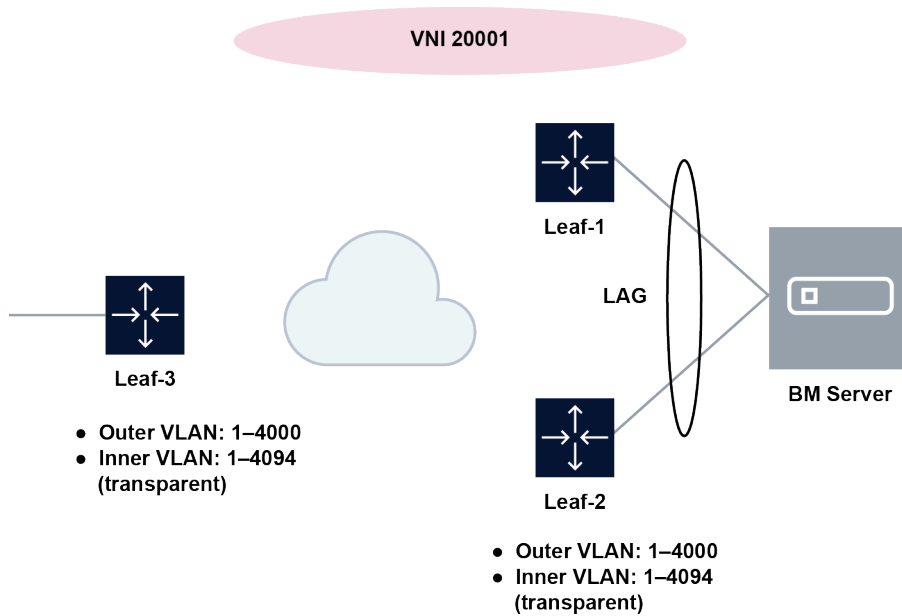 VNI 20001
Leaf-1
LAG
Leaf-3
BM Server
● Outer VLAN: 1–4000
● Inner VLAN: 1–4094
(transparent)
Leaf-2
● Outer VLAN: 1–4000
● Inner VLAN: 1–4094
(transparent)